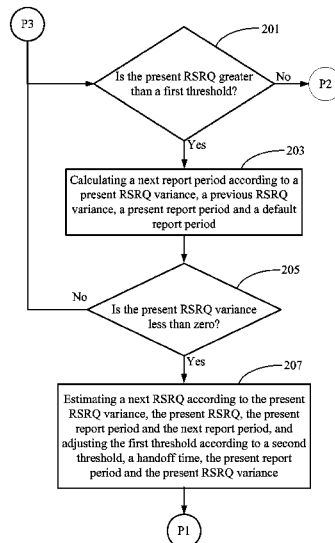 P3
201
Is the present RSRQ greater
than a first threshold?
No
P2
Yes
203
Calculating a next report period according to a
present RSRQ variance, a previous RSRQ
variance, a present report period and a default
report period
205
No
Is the present RSRQ variance
less than zero?
Yes
207
Estimating a next RSRQ according to the present
RSRQ variance, the present RSRQ, the present
report period and the next report period, and
adjusting the first threshold according to a second
threshold, a handoff time, the present report
period and the present RSRQ variance
P1